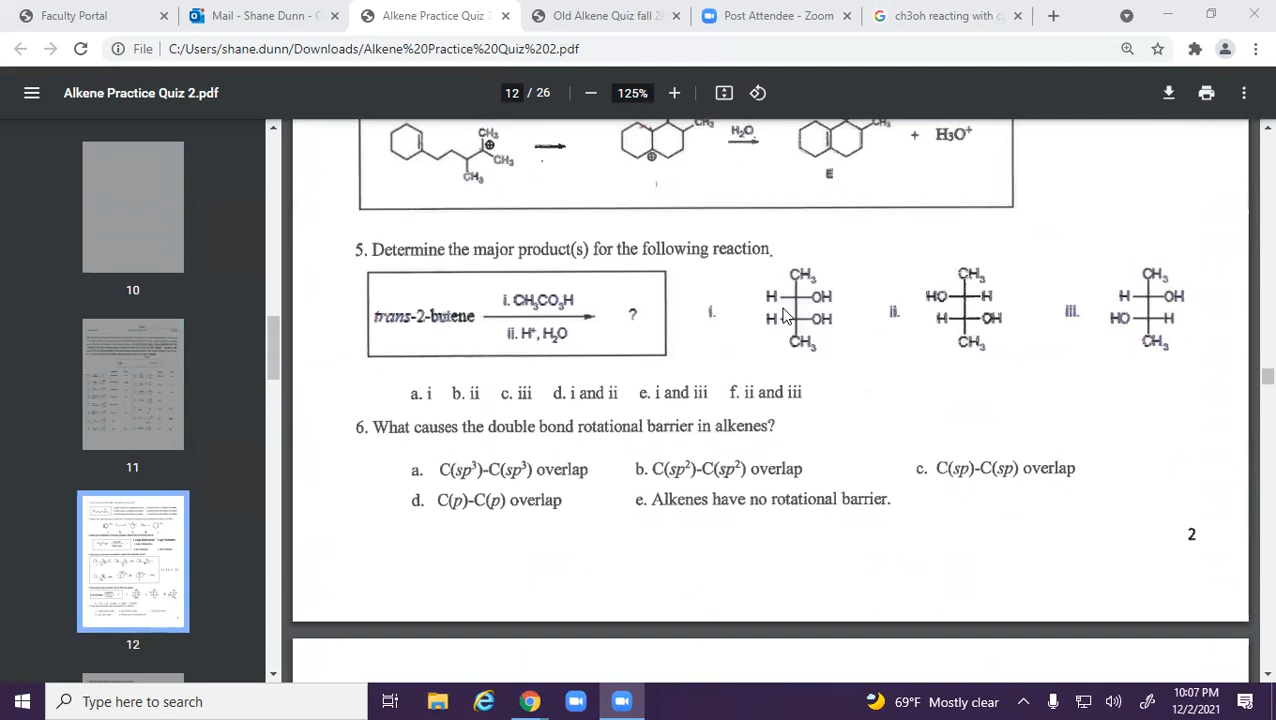 Faculty Portal
Mail - Shane Dunn - C
Alkene Practice Quiz
Old Alkene Quiz fall 2
Post Attendee - Zoom
ch3oh reacting with c
File
C:/Users/shane.dunn/Downloads/Alkene%20Practice%20Quiz%202.pdf
Alkene Practice Quiz 2.pdf
12 / 26
125%
CH₃
⊕
CH₃
CH₃
CH₃
⊕
H₂O
CH₃
+ H₃O⁺
E
5. Determine the major product(s) for the following reaction.
trans-2-butene
i. CH₃CO₃H
ii. H⁺, H₂O
?
i.
CH₃
H OH
H OH
CH₃
ii.
CH₃
HO H
H OH
CH₃
iii.
CH₃
H OH
HO H
CH₃
a. i b. ii c. iii d. i and ii e. i and iii f. ii and iii
6. What causes the double bond rotational barrier in alkenes?
a. C(sp³)-C(sp³) overlap b. C(sp²)-C(sp²) overlap c. C(sp)-C(sp) overlap
d. C(p)-C(p) overlap e. Alkenes have no rotational barrier.
2
10
11
12
Type here to search
69°F Mostly clear
10:07 PM
12/2/2021